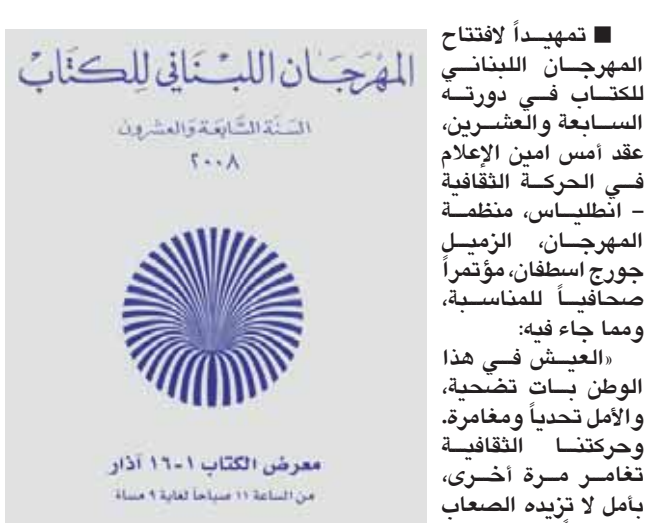 ■ تمهيداً لافتتاح
المهرجان اللبناني
للكتاب في دورته
السابعة والعشرين،
عقد أمس امين الإعلام
في الحركة الثقافية
– انطلياس، منظمة
المهرجان، الزميل
جورج اسطفان، مؤتمراً
صحافياً للمناسبة،
ومما جاء فيه:
«العيش في هذا
الوطن بات تضحية،
والأمل تحدياً ومغامرة.
وحركتنا الثقافية
تغامر مرة أخرى،
بأمل لا تزيده الصعاب
المهرجان اللبناني للكتاب
السنة السابعة والعشرون
٢٠٠٨
معرض الكتاب ١-١٦ آذار
من الساعة ١١ صباحاً لغاية ٩ مساءً